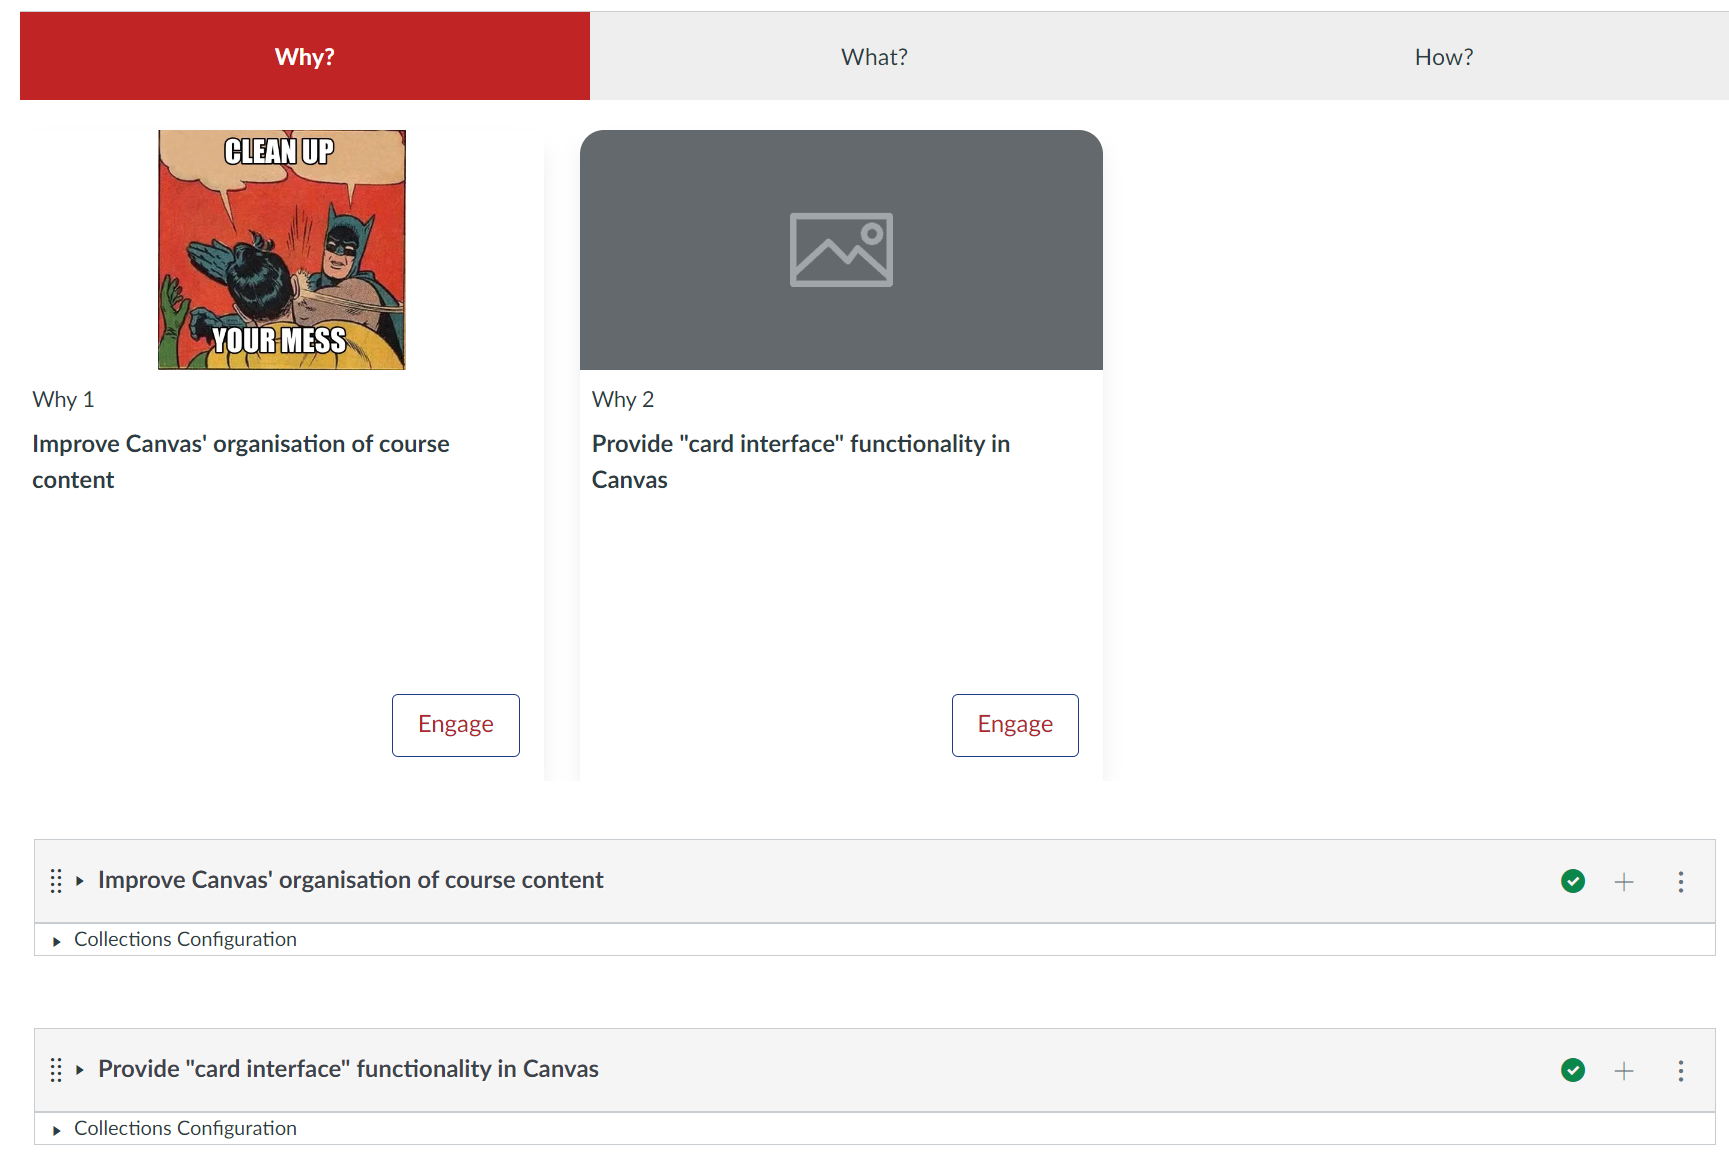 Why?
What?
How?
CLEAN UP
YOUR MESS
Why 1
Improve Canvas' organisation of course
content
Engage
Why 2
Provide "card interface" functionality in
Canvas
Engage
Improve Canvas' organisation of course content
Collections Configuration
Provide "card interface" functionality in Canvas
Collections Configuration